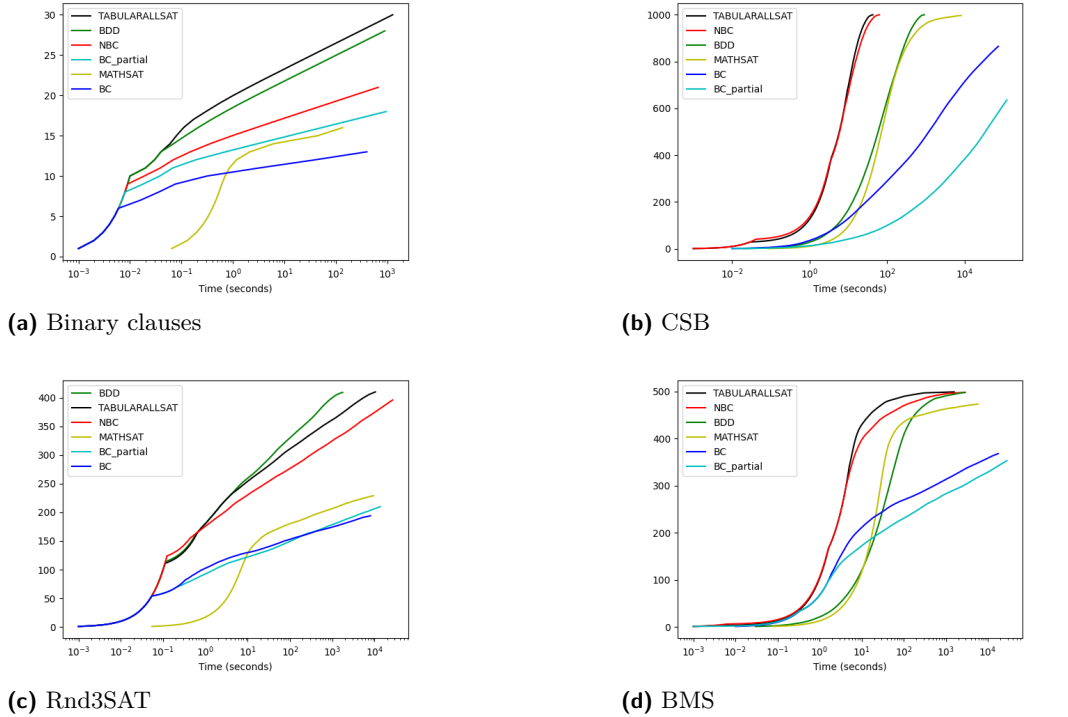 TABULARALLSAT
BDD
NBC
BC_partial
MATHSAT
BC
30
25
20
15
10
5
0
10⁻³ 10⁻² 10⁻¹ 10⁰ 10¹ 10² 10³
Time (seconds)
(a) Binary clauses
TABULARALLSAT
NBC
BDD
MATHSAT
BC
BC_partial
1000
800
600
400
200
0
10⁻² 10⁰ 10² 10⁴
Time (seconds)
(b) CSB
BDD
TABULARALLSAT
NBC
MATHSAT
BC_partial
BC
400
350
300
250
200
150
100
50
0
10⁻³ 10⁻² 10⁻¹ 10⁰ 10¹ 10² 10³ 10⁴
Time (seconds)
(c) Rnd3SAT
TABULARALLSAT
NBC
BDD
MATHSAT
BC
BC_partial
500
400
300
200
100
0
10⁻³ 10⁻² 10⁻¹ 10⁰ 10¹ 10² 10³ 10⁴
Time (seconds)
(d) BMS